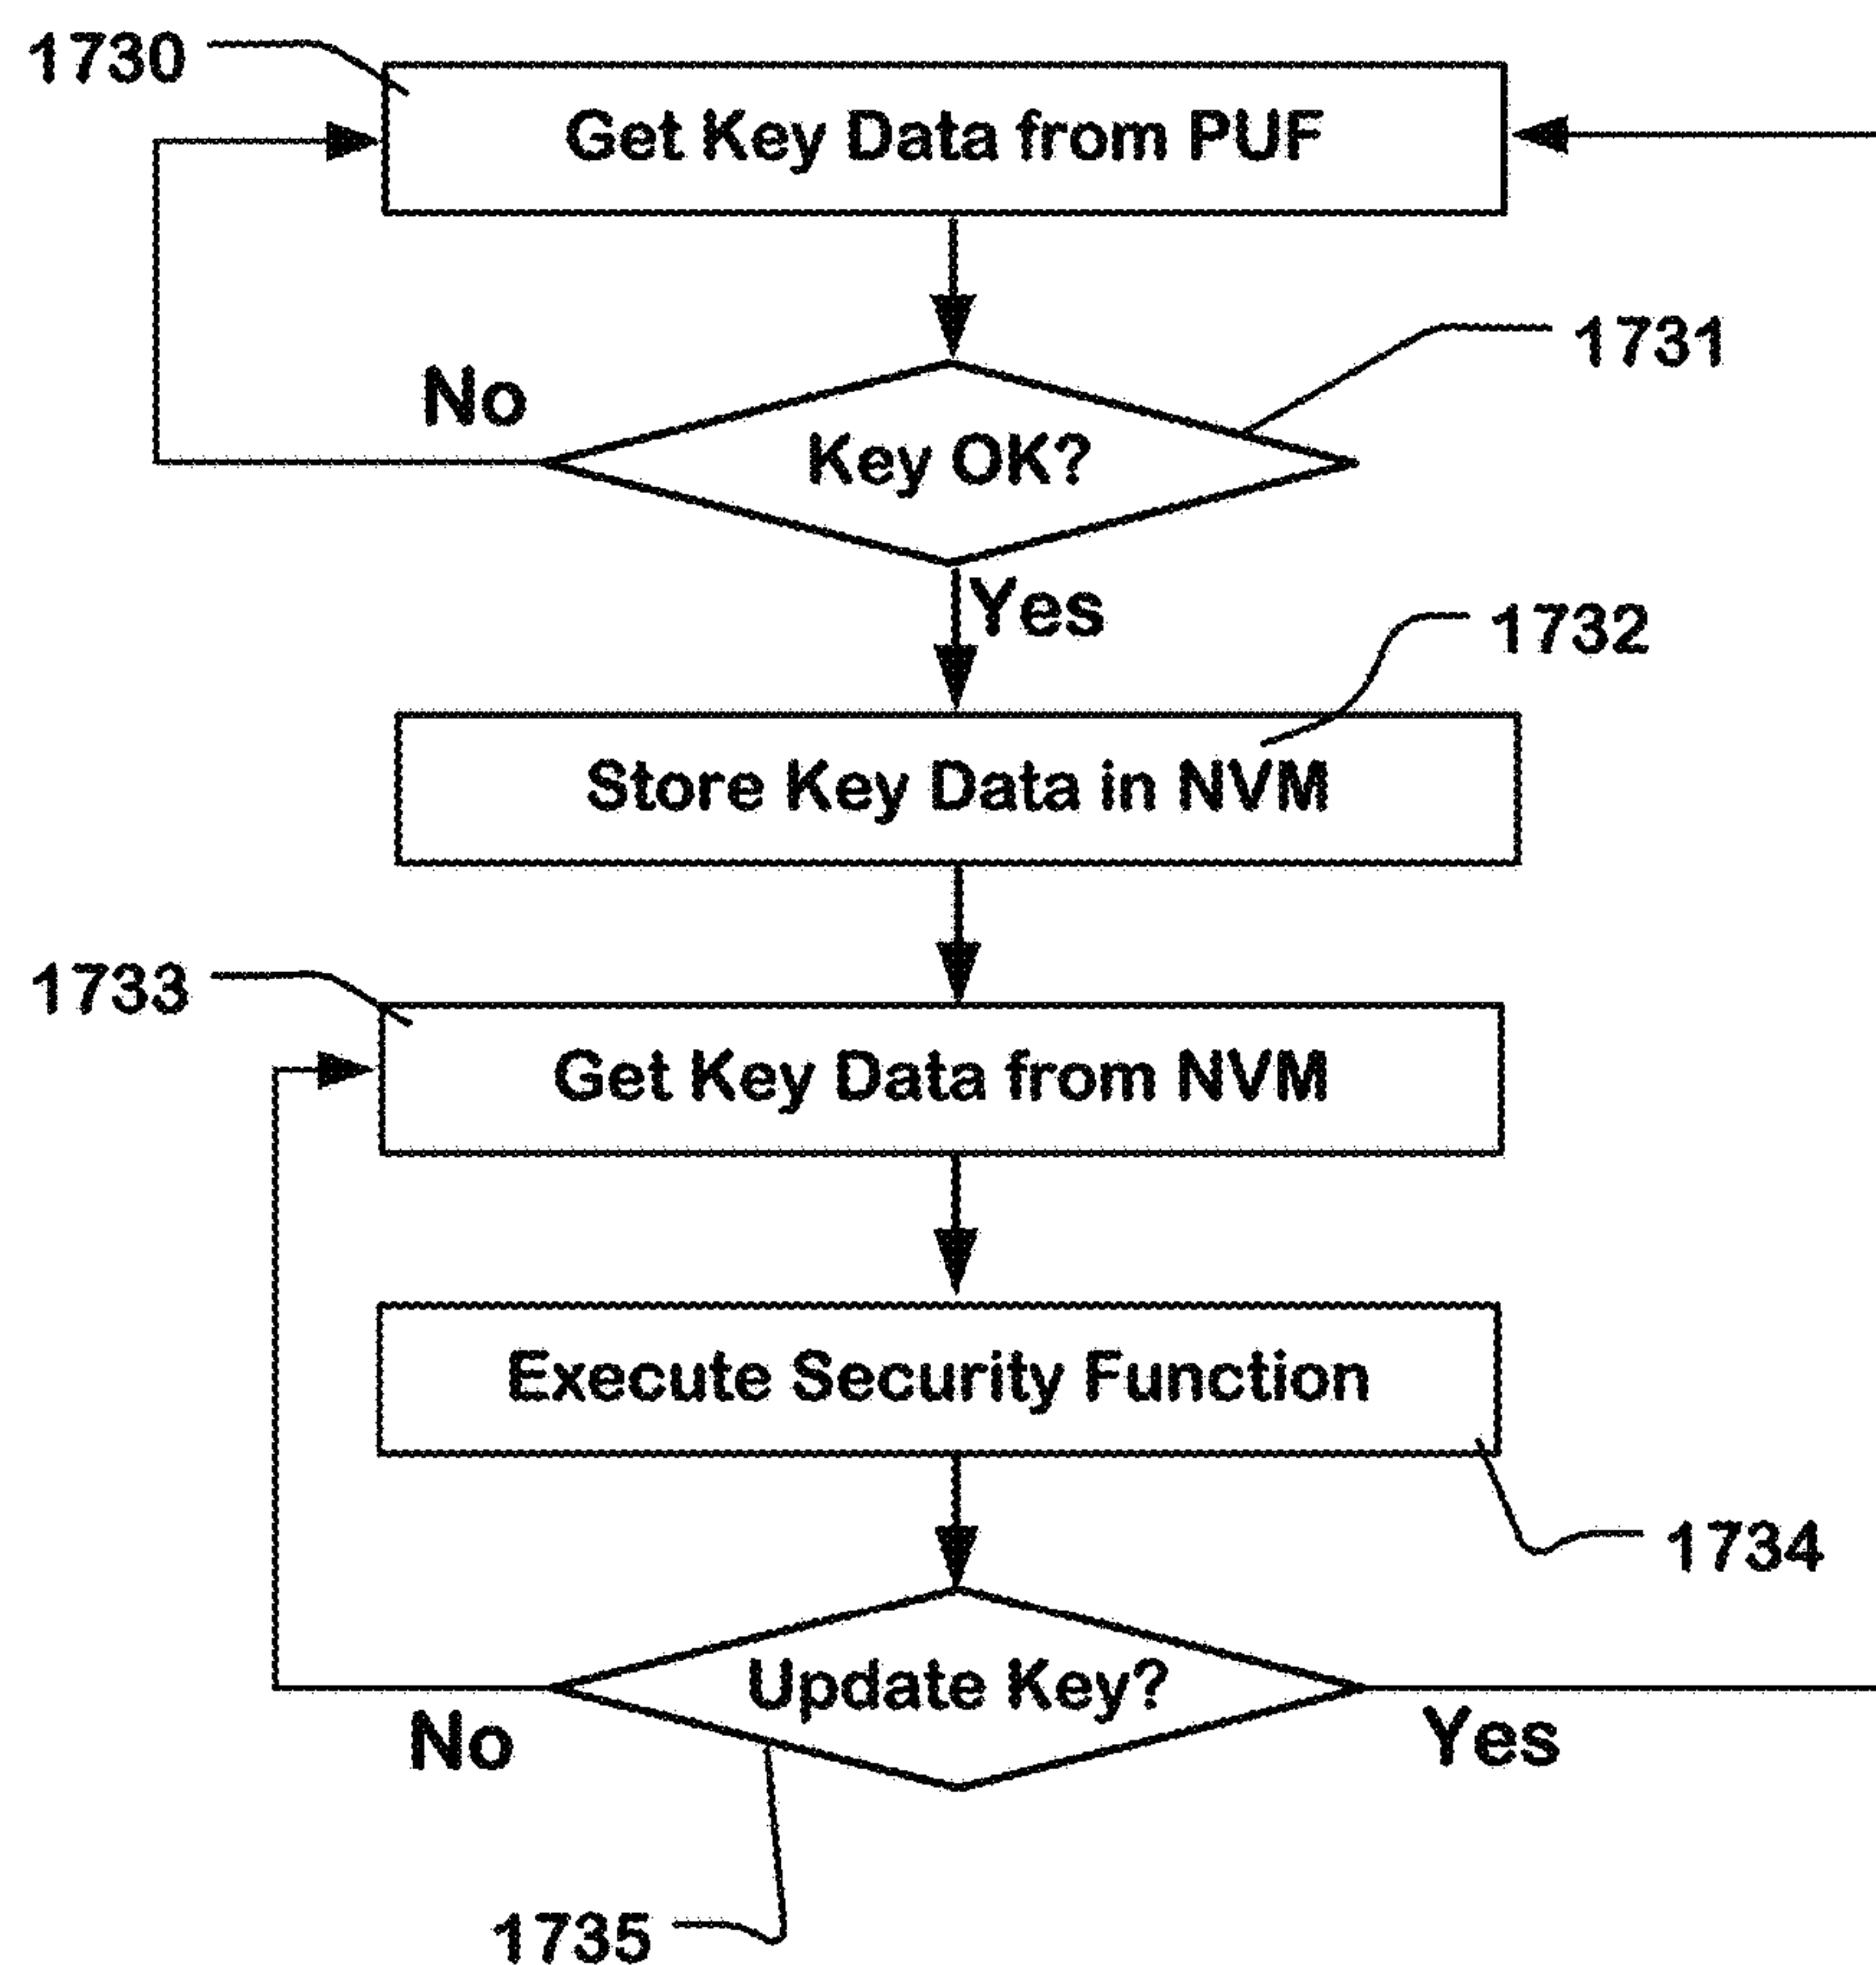 1730
Get Key Data from PUF
1731
No
Key OK?
Yes
1732
Store Key Data in NVM
1733
Get Key Data from NVM
Execute Security Function
1734
Update Key?
No
Yes
1735